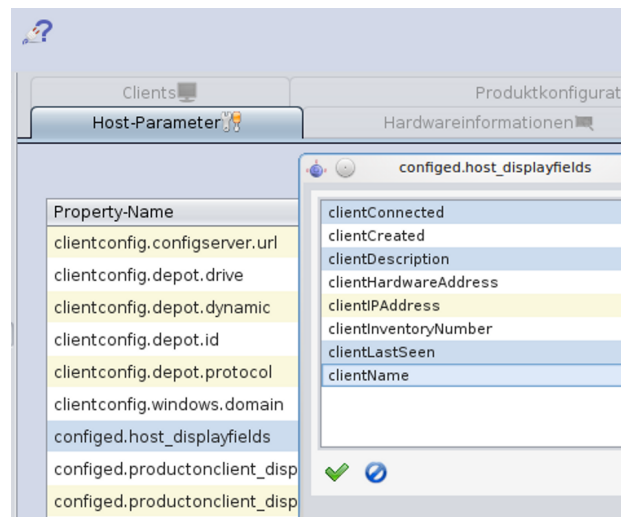 Clients
Produktkonfigurat
Host-Parameter
Hardwareinformationen
configed.host_displayfields
Property-Name
clientconfig.configserver.url
clientconfig.depot.drive
clientconfig.depot.dynamic
clientconfig.depot.id
clientconfig.depot.protocol
clientconfig.windows.domain
configed.host_displayfields
configed.productonclient_disp
configed.productonclient_disp
clientConnected
clientCreated
clientDescription
clientHardwareAddress
clientIPAddress
clientInventoryNumber
clientLastSeen
clientName